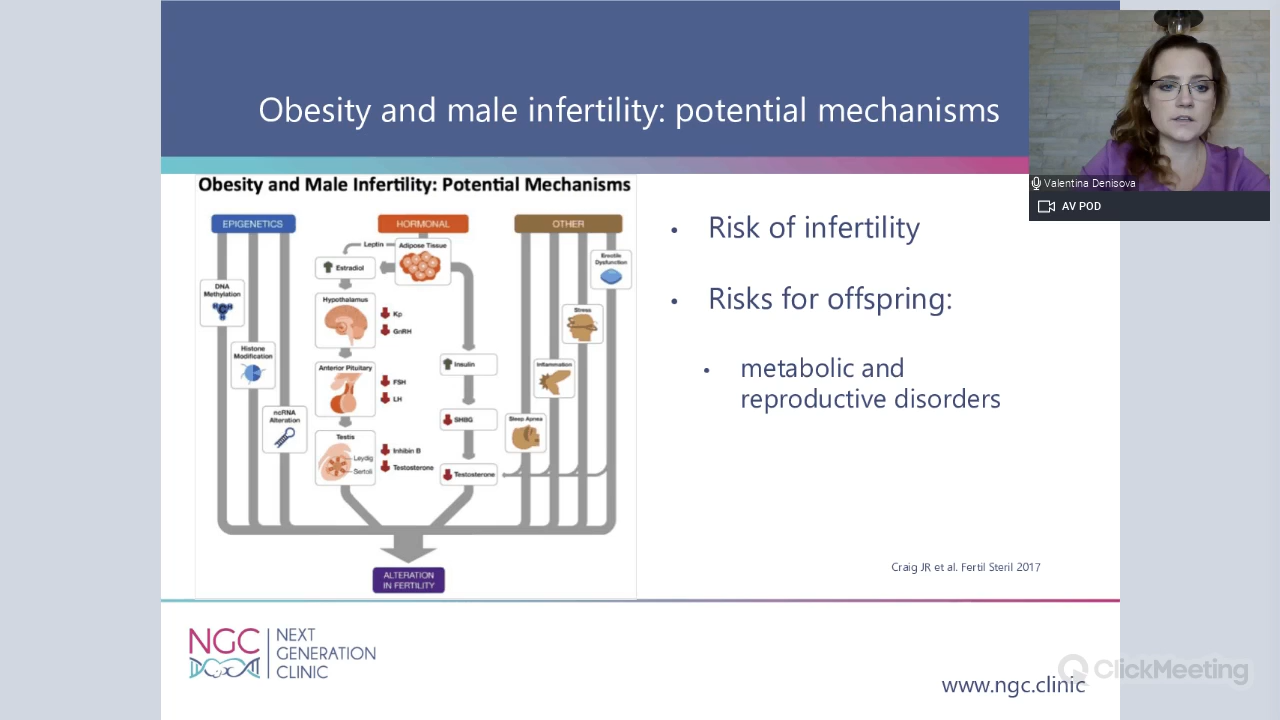 Obesity and male infertility: potential mechanisms
Valentina Denisova
AV POD
Obesity and Male Infertility: Potential Mechanisms
EPIGENETICS
HORMONAL
OTHER
DNA
Methylation
Histone
Modification
ncRNA
Alteration
Leptin
Adipose Tissue
Estradiol
Hypothalamus
Kp
GnRH
Anterior Pituitary
FSH
LH
Testis
Leydig
Sertoli
Inhibin B
Testosterone
Insulin
SHBG
Testosterone
Erectile
Dysfunction
Stress
Inflammation
Sleep Apnea
ALTERATION
IN FERTILITY
• Risk of infertility
• Risks for offspring:
• metabolic and
reproductive disorders
Craig JR et al. Fertil Steril 2017
NGC
NEXT
GENERATION
CLINIC
ClickMeeting
www.ngc.clinic